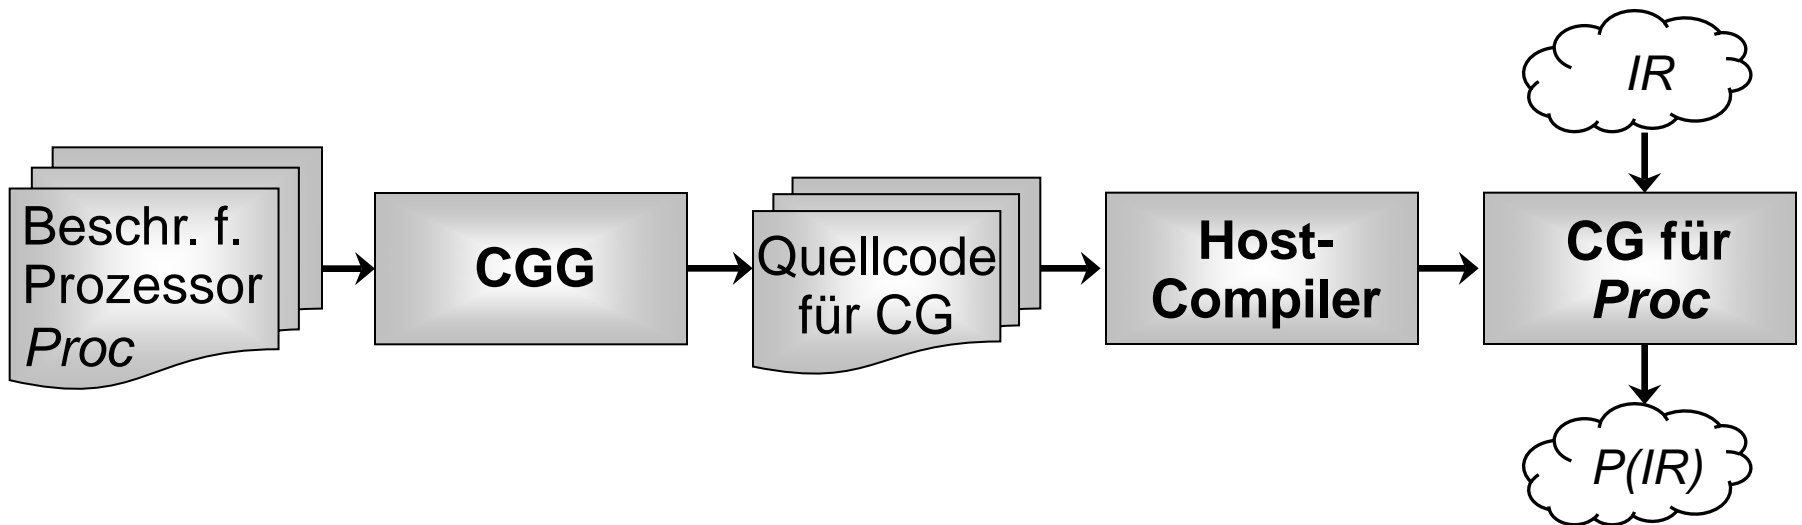 Beschr. f.
Prozessor
Proc
CGG
Quellcode
für CG
Host-
Compiler
IR
CG für
Proc
P(IR)